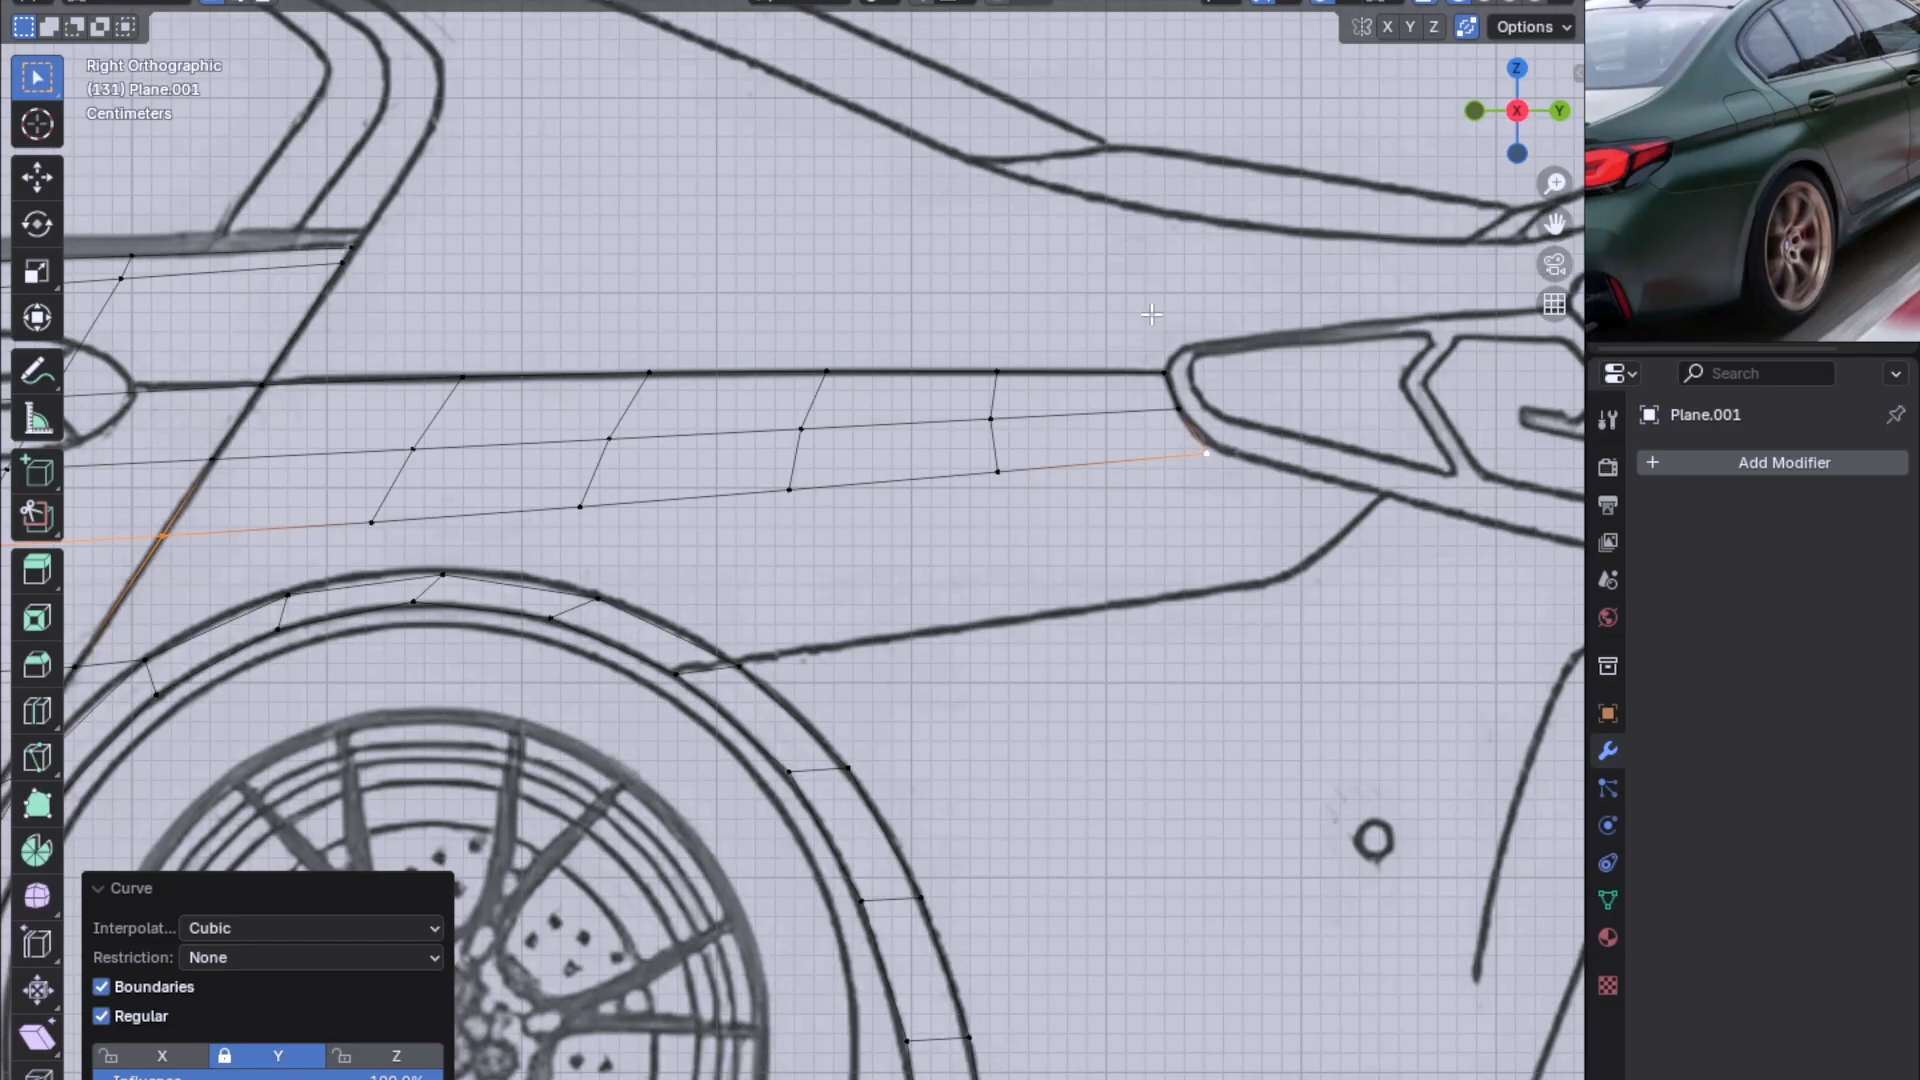 X Y Z
Options
Right Orthographic
(131) Plane.001
Centimeters
Z
X
Y
Search
Plane.001
Add Modifier
Curve
Interpolat... Cubic
Restriction: None
Boundaries
Regular
X Y Z